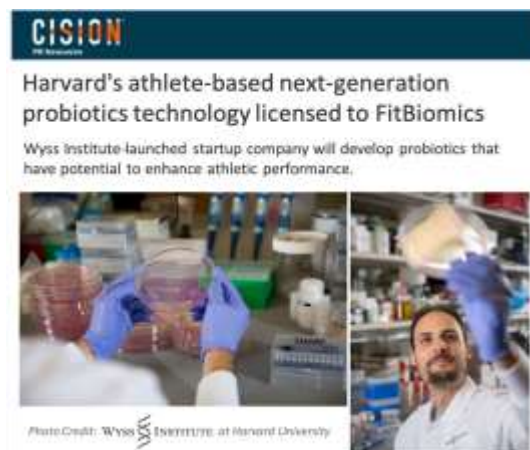 CISION
PR Newswire
Harvard's athlete-based next-generation
probiotics technology licensed to FitBiomics
Wyss Institute-launched startup company will develop probiotics that
have potential to enhance athletic performance.
Photo Credit: WYSS INSTITUTE at Harvard University